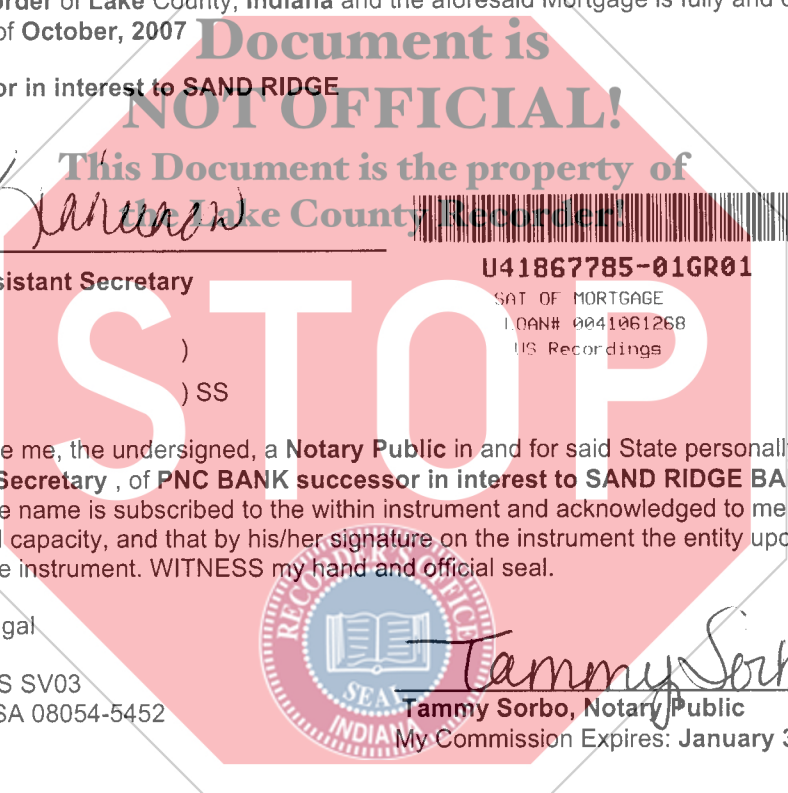 of Lake County, Indiana and the aforesaid Mortgage is fully and
of October, 2007
Document is
or in interest to SAND RIDGE
NOT OFFICIAL!
This Document is the property of
the Lake County Recorder!
sistant Secretary
U41867785-01GR01
SAT OF MORTGAGE
LOAN# 0041061268
US Recordings
)
) SS
STOP
e me, the undersigned, a Notary Public in and for said State personall
Secretary , of PNC BANK successor in interest to SAND RIDGE BA
e name is subscribed to the within instrument and acknowledged to me
capacity, and that by his/her signature on the instrument the entity upo
e instrument. WITNESS my hand and official seal.
RECORDER'S OFFICE
SEAL
INDIANA
gal
S SV03
SA 08054-5452
Tammy Sorb
Tammy Sorbo, Notary Public
My Commission Expires: January 3